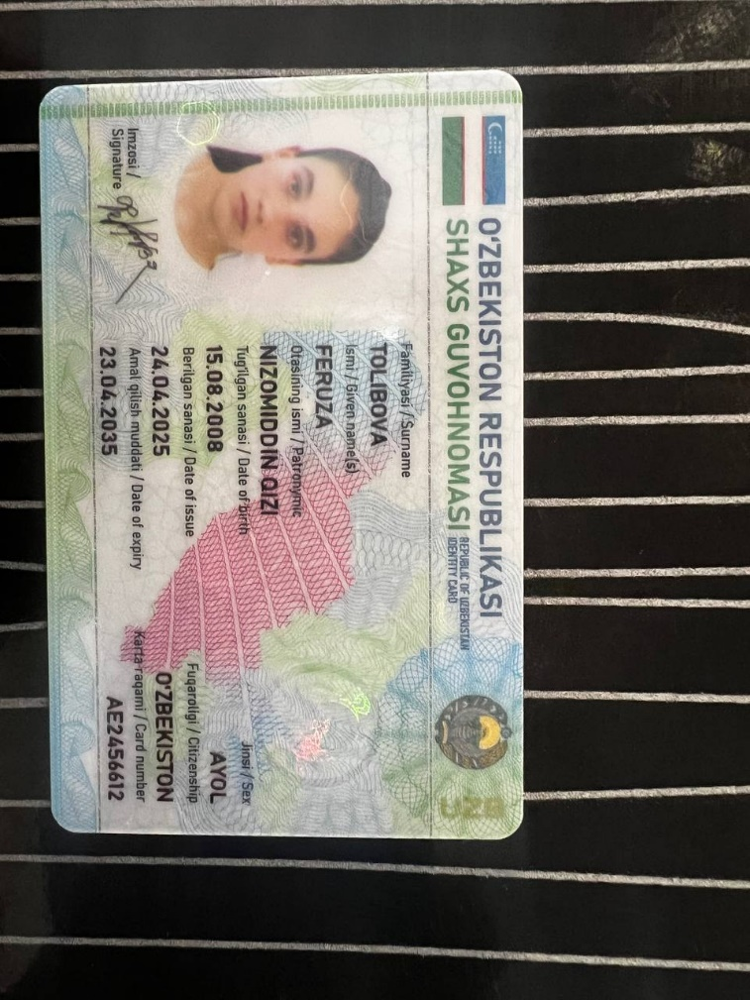 O‘ZBEKISTON RESPUBLIKASI
SHAXS GUVOHNOMASI
REPUBLIC OF UZBEKISTAN
IDENTITY CARD
UZB
Familiyasi / Surname
TOLIBOVA
Ismi / Given name(s)
FERUZA
Otasining ismi / Patronymic
NIZOMIDDIN QIZI
Tug‘ilgan sanasi / Date of birth
15.08.2008
Jinsi / Sex
AYOL
Berilgan sanasi / Date of issue
24.04.2025
Fuqaroligi / Citizenship
O‘ZBEKISTON
Amal qilish muddati / Date of expiry
23.04.2035
Karta raqami / Card number
AE2456612
Imzosi /
Signature